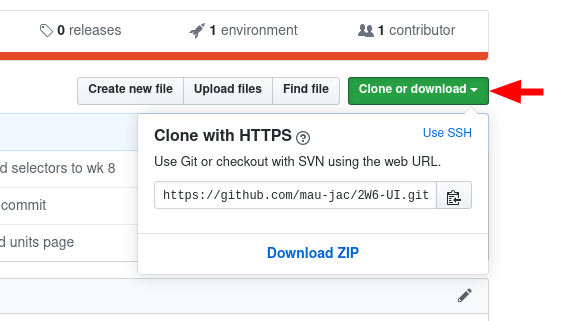 0 releases
1 environment
1 contributor
Create new file
Upload files
Find file
Clone or download
Clone with HTTPS
Use SSH
Use Git or checkout with SVN using the web URL.
https://github.com/mau-jac/2W6-UI.git
Download ZIP
d selectors to wk 8
commit
d units page